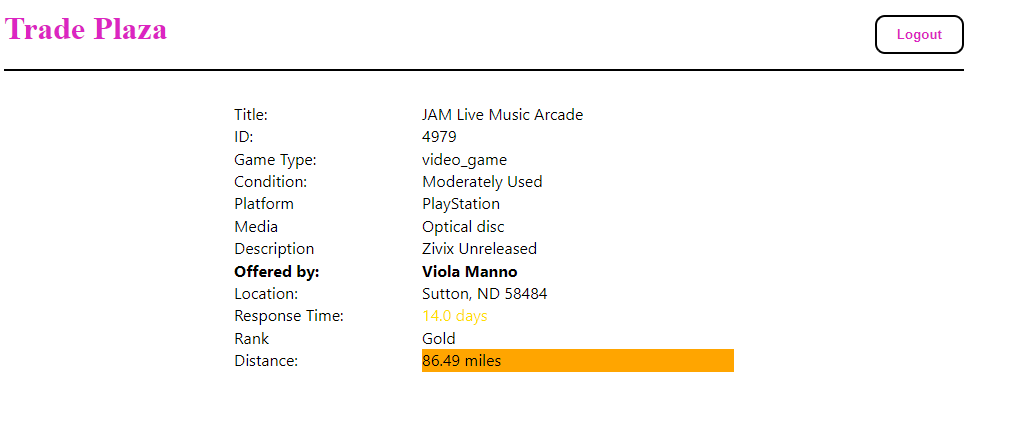 Trade Plaza
Logout
Title: JAM Live Music Arcade
ID: 4979
Game Type: video_game
Condition: Moderately Used
Platform PlayStation
Media Optical disc
Description Zivix Unreleased
Offered by: Viola Manno
Location: Sutton, ND 58484
Response Time: 14.0 days
Rank Gold
Distance: 86.49 miles